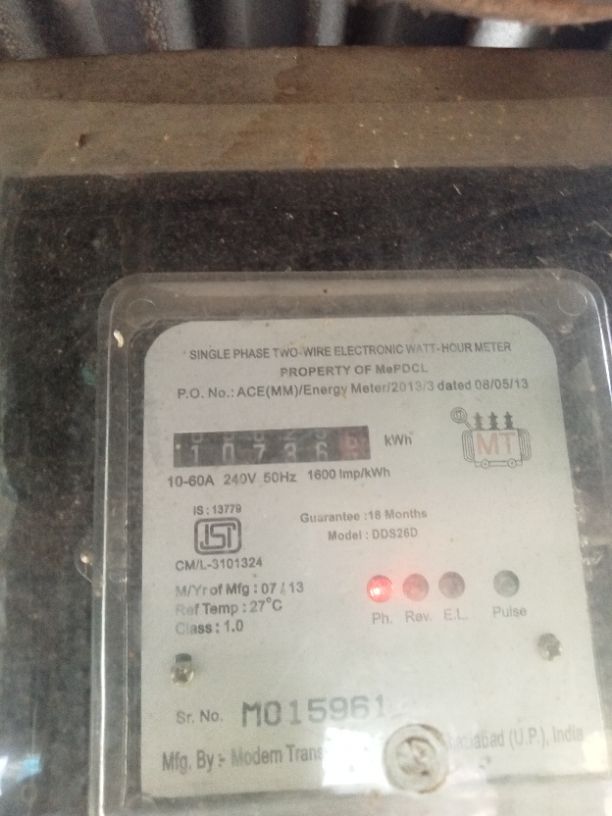 SINGLE PHASE TWO-WIRE ELECTRONIC WATT-HOUR METER
PROPERTY OF MePDCL
P.O. No.: ACE(MM)/Energy Meter/2013/3 dated 08/05/13
10736 kWh
MT
10-60A 240V 50Hz 1600 Imp/kWh
IS : 13779
Guarantee :18 Months
Model : DDS26D
ISI
CM/L-3101324
M/Yr of Mfg : 07 / 13
Ref Temp : 27°C
Class : 1.0
Ph. Rev. E.L. Pulse
Sr. No. M015961
Mfg. By :- Modern (U.P.), India